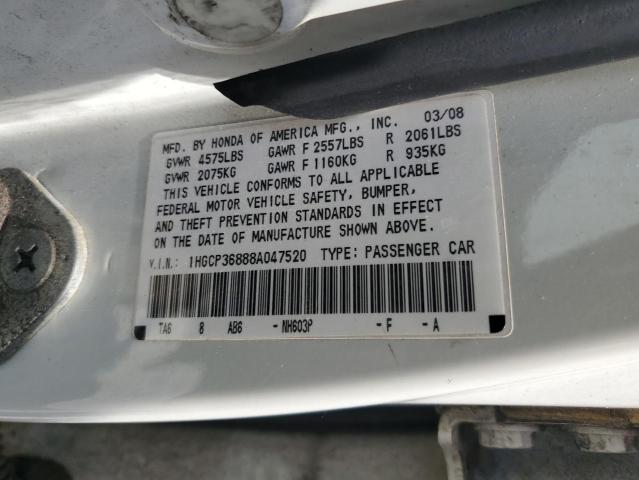 MFD. BY HONDA OF AMERICA MFG., INC. 03/08
GVWR 4575LBS GAWR F 2557LBS R 2061LBS
GVWR 2075KG GAWR F 1160KG R 935KG
THIS VEHICLE CONFORMS TO ALL APPLICABLE
FEDERAL MOTOR VEHICLE SAFETY, BUMPER,
AND THEFT PREVENTION STANDARDS IN EFFECT
ON THE DATE OF MANUFACTURE SHOWN ABOVE.
V.I.N: 1HGCP36888A047520 TYPE: PASSENGER CAR
TA6 8 AB6 -NH603P -F -A